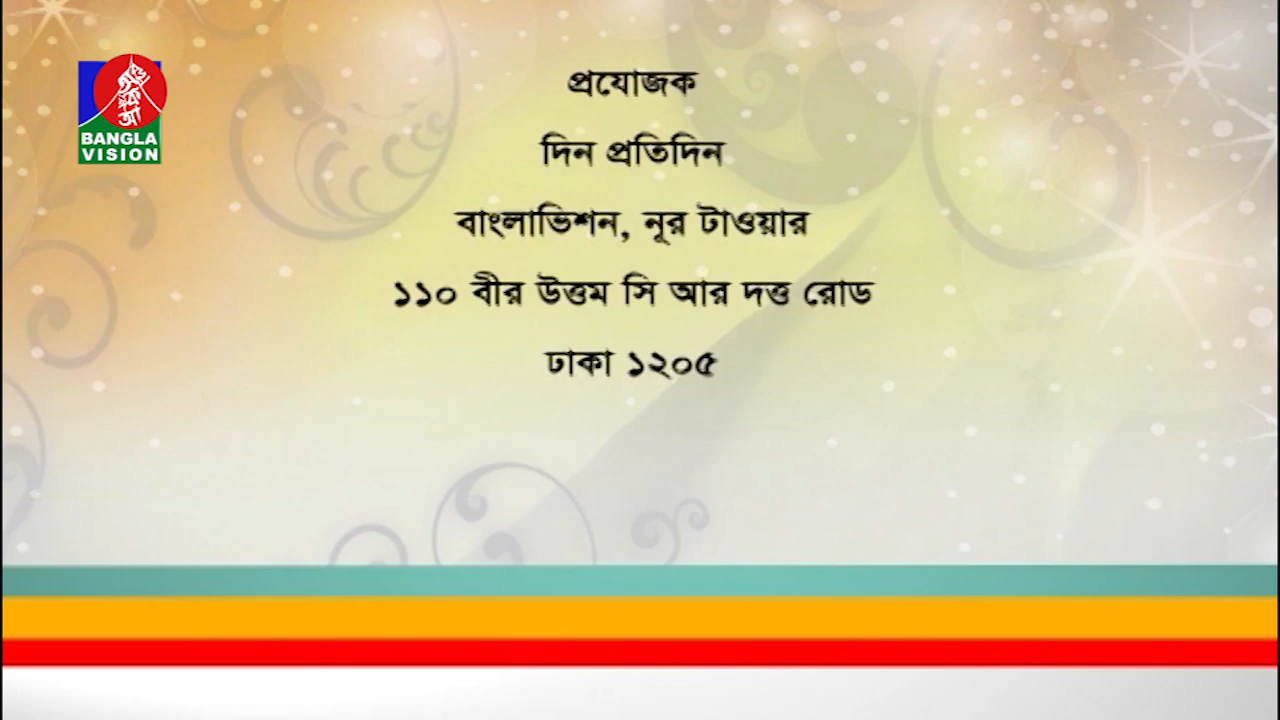 BANGLA
VISION
প্রযোজক
দিন প্রতিদিন
বাংলাভিশন, নূর টাওয়ার
১১০ বীর উত্তম সি আর দত্ত রোড
ঢাকা ১২০৫